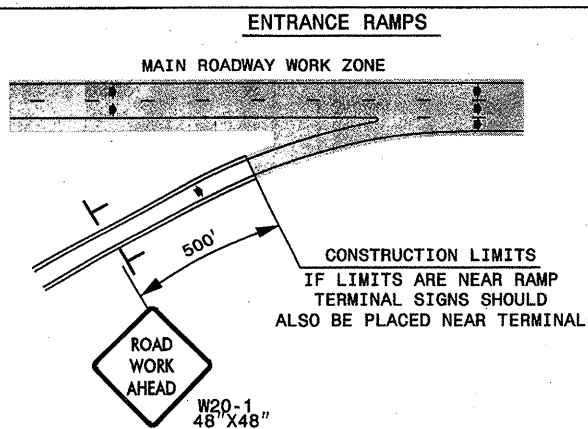 ENTRANCE RAMPS
MAIN ROADWAY WORK ZONE
500'
CONSTRUCTION LIMITS
IF LIMITS ARE NEAR RAMP
TERMINAL SIGNS SHOULD
ALSO BE PLACED NEAR TERMINAL
ROAD
WORK
AHEAD
W20-1
48"X48"